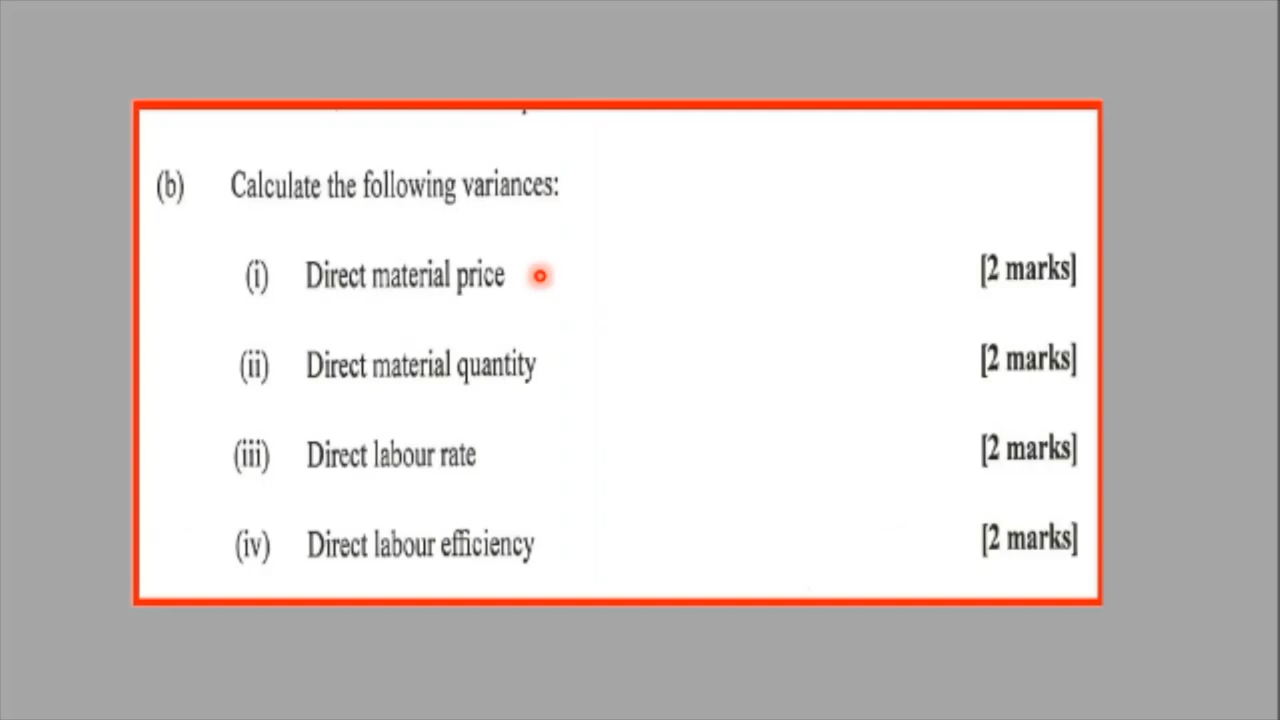 (b) Calculate the following variances:
(i) Direct material price [2 marks]
(ii) Direct material quantity [2 marks]
(iii) Direct labour rate [2 marks]
(iv) Direct labour efficiency [2 marks]